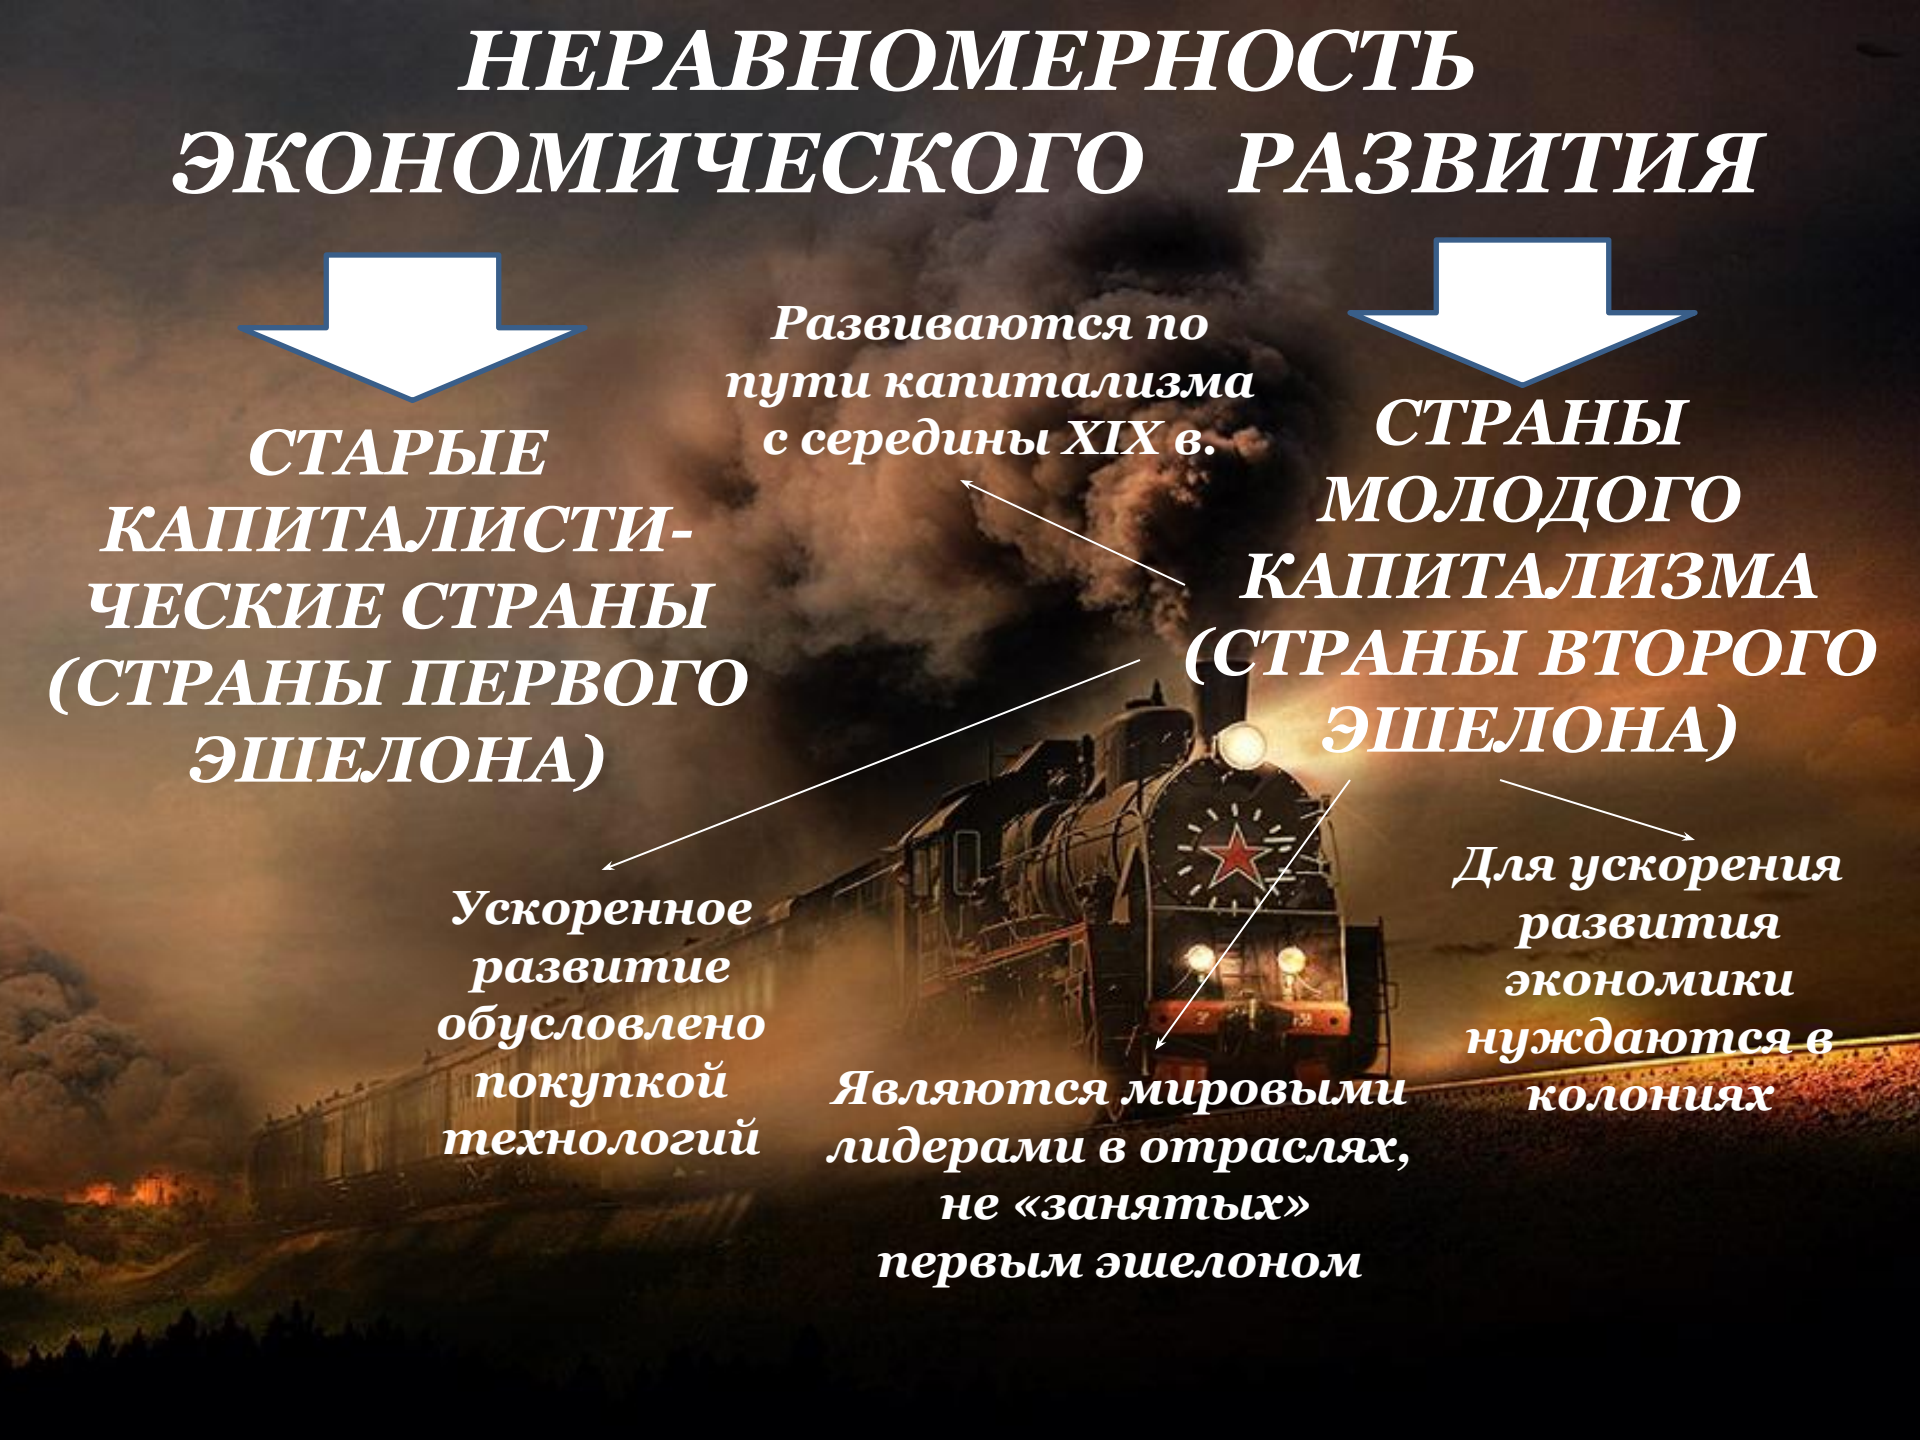 НЕРАВНОМЕРНОСТЬ
ЭКОНОМИЧЕСКОГО РАЗВИТИЯ
СТАРЫЕ
КАПИТАЛИСТИ-
ЧЕСКИЕ СТРАНЫ
(СТРАНЫ ПЕРВОГО
ЭШЕЛОНА)
Развиваются по
пути капитализма
с середины XIX в.
СТРАНЫ
МОЛОДОГО
КАПИТАЛИЗМА
(СТРАНЫ ВТОРОГО
ЭШЕЛОНА)
Ускоренное
развитие
обусловлено
покупкой
технологий
Являются мировыми
лидерами в отраслях,
не «занятых»
первым эшелоном
Для ускорения
развития
экономики
нуждаются в
колониях